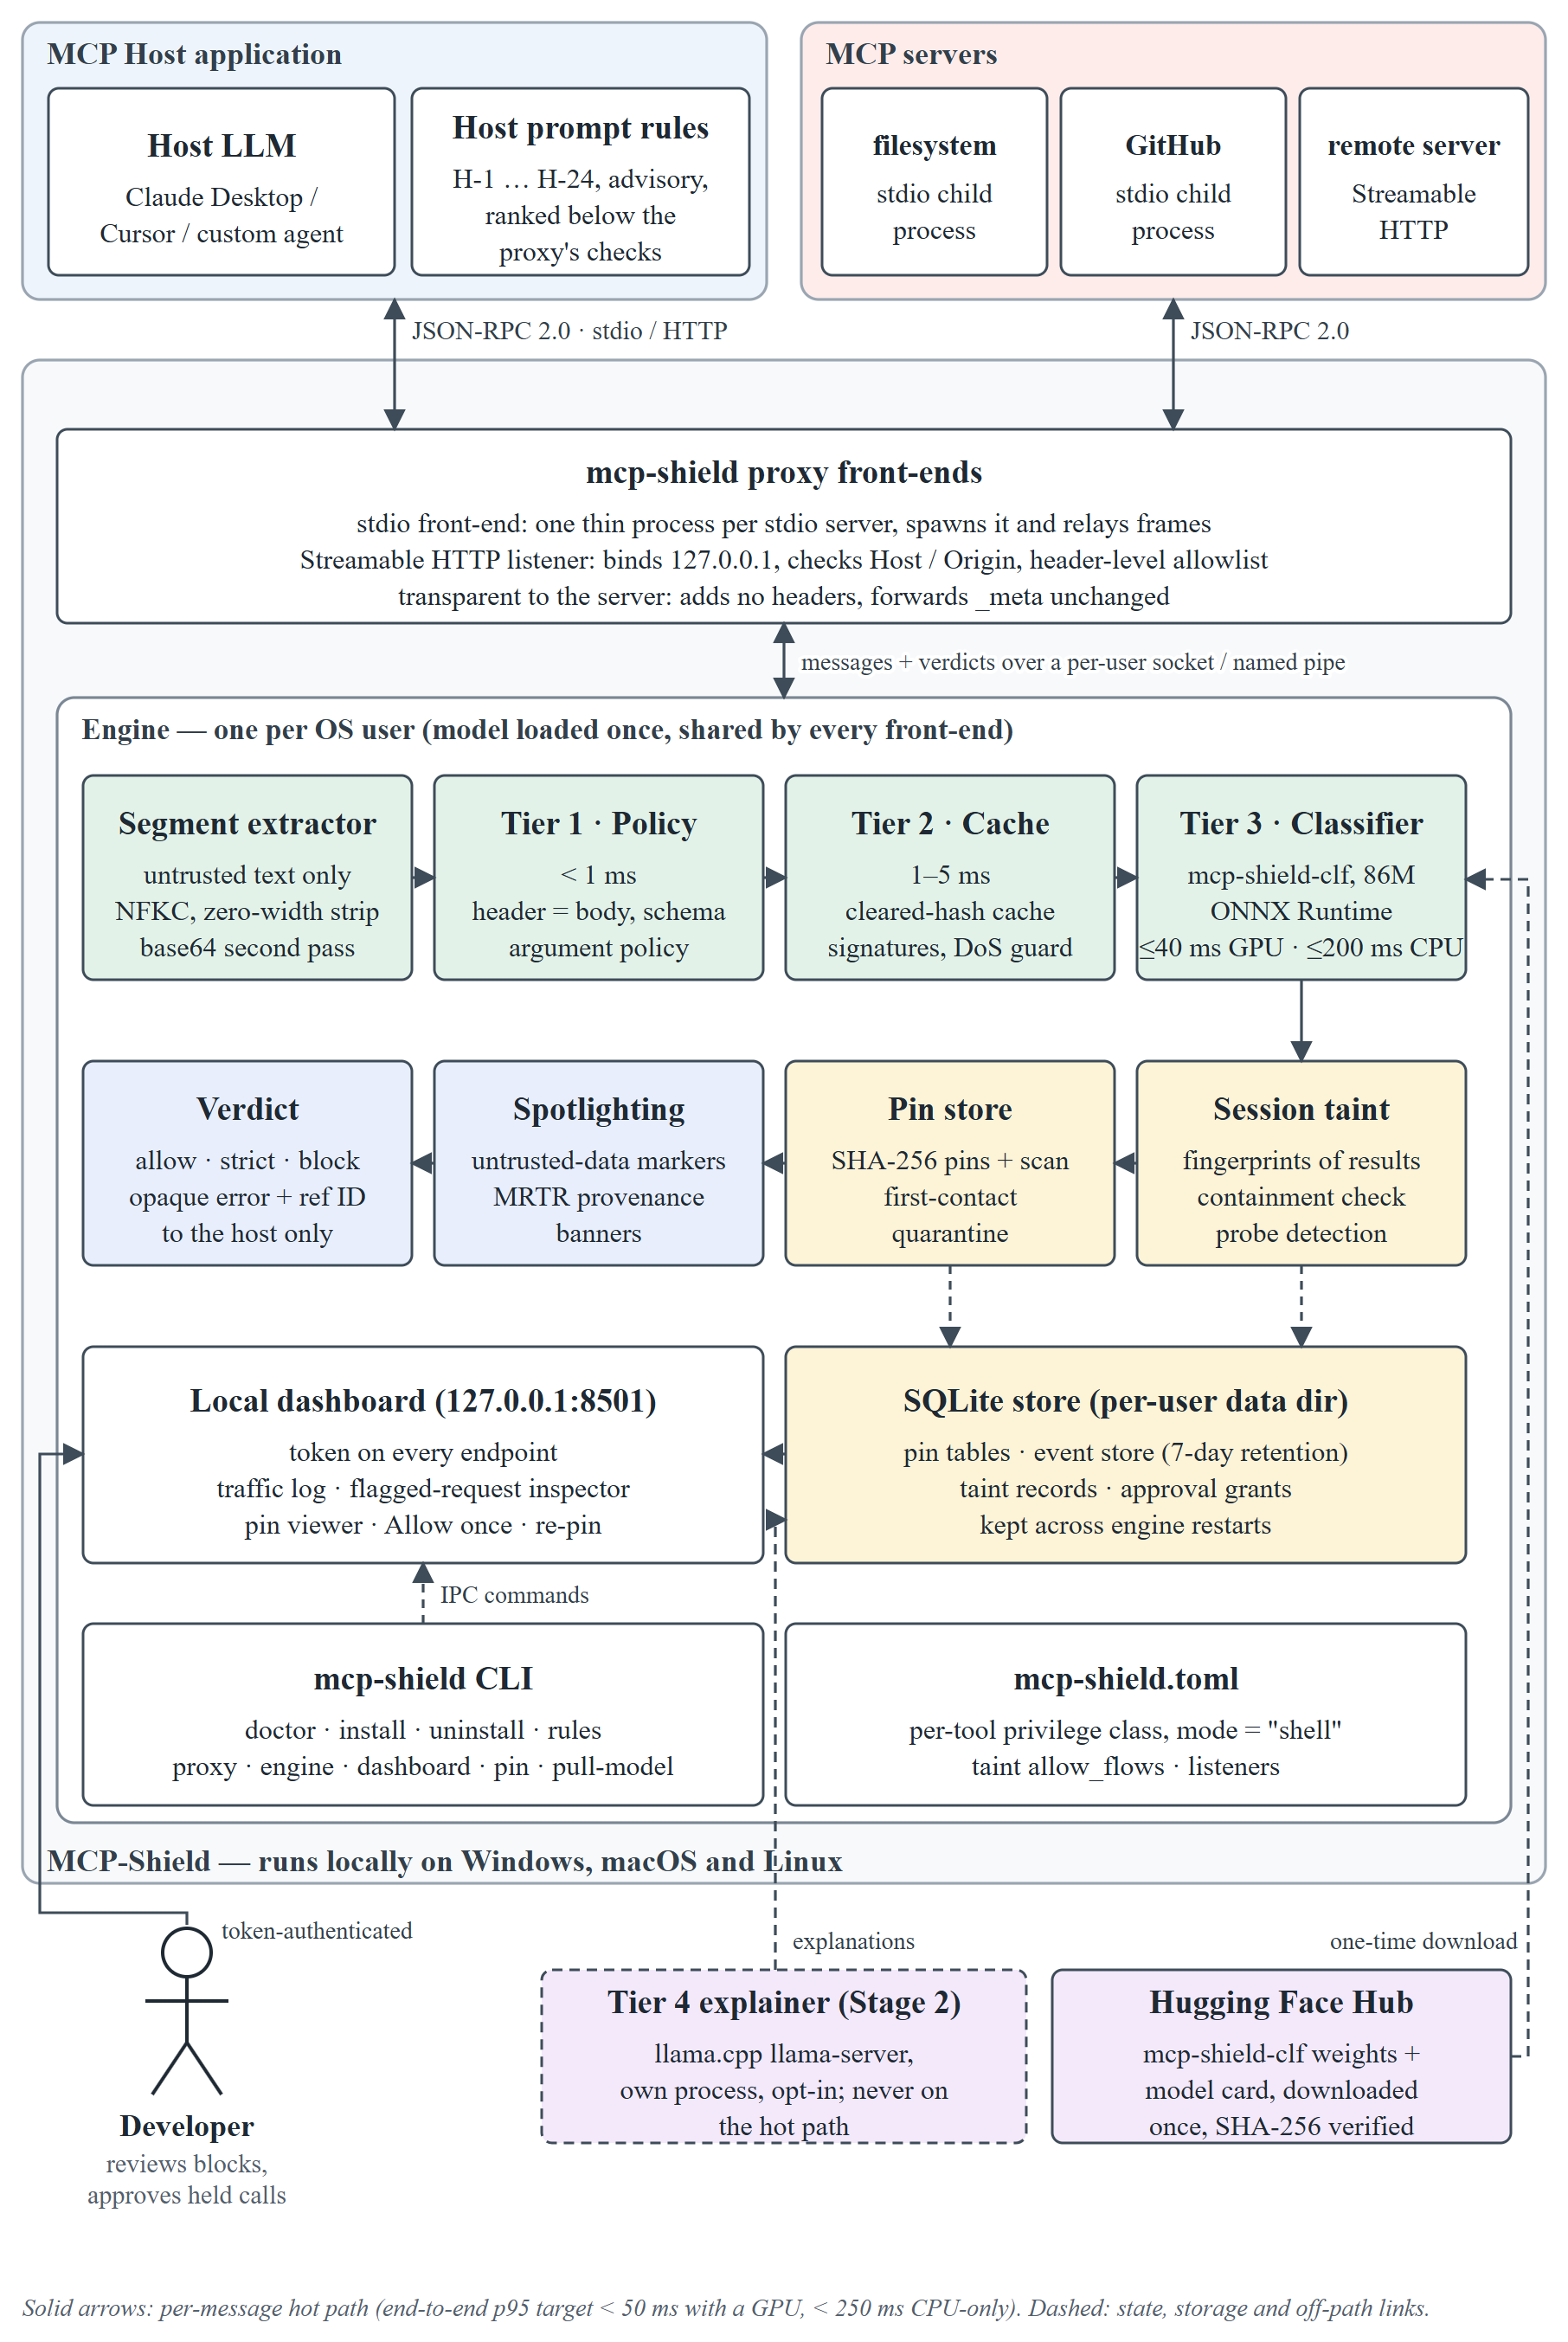 MCP Host application
Host LLM
Claude Desktop /
Cursor / custom agent
Host prompt rules
H-1 … H-24, advisory,
ranked below the
proxy's checks
MCP servers
filesystem
stdio child
process
GitHub
stdio child
process
remote server
Streamable
HTTP
JSON-RPC 2.0 · stdio / HTTP
JSON-RPC 2.0
mcp-shield proxy front-ends
stdio front-end: one thin process per stdio server, spawns it and relays frames
Streamable HTTP listener: binds 127.0.0.1, checks Host / Origin, header-level allowlist
transparent to the server: adds no headers, forwards _meta unchanged
messages + verdicts over a per-user socket / named pipe
Engine — one per OS user (model loaded once, shared by every front-end)
Segment extractor
untrusted text only
NFKC, zero-width strip
base64 second pass
Tier 1 · Policy
< 1 ms
header = body, schema
argument policy
Tier 2 · Cache
1–5 ms
cleared-hash cache
signatures, DoS guard
Tier 3 · Classifier
mcp-shield-clf, 86M
ONNX Runtime
≤40 ms GPU · ≤200 ms CPU
Verdict
allow · strict · block
opaque error + ref ID
to the host only
Spotlighting
untrusted-data markers
MRTR provenance
banners
Pin store
SHA-256 pins + scan
first-contact
quarantine
Session taint
fingerprints of results
containment check
probe detection
Local dashboard (127.0.0.1:8501)
token on every endpoint
traffic log · flagged-request inspector
pin viewer · Allow once · re-pin
SQLite store (per-user data dir)
pin tables · event store (7-day retention)
taint records · approval grants
kept across engine restarts
IPC commands
mcp-shield CLI
doctor · install · uninstall · rules
proxy · engine · dashboard · pin · pull-model
mcp-shield.toml
per-tool privilege class, mode = "shell"
taint allow_flows · listeners
MCP-Shield — runs locally on Windows, macOS and Linux
token-authenticated
explanations
one-time download
Developer
reviews blocks,
approves held calls
Tier 4 explainer (Stage 2)
llama.cpp llama-server,
own process, opt-in; never on
the hot path
Hugging Face Hub
mcp-shield-clf weights +
model card, downloaded
once, SHA-256 verified
Solid arrows: per-message hot path (end-to-end p95 target < 50 ms with a GPU, < 250 ms CPU-only). Dashed: state, storage and off-path links.